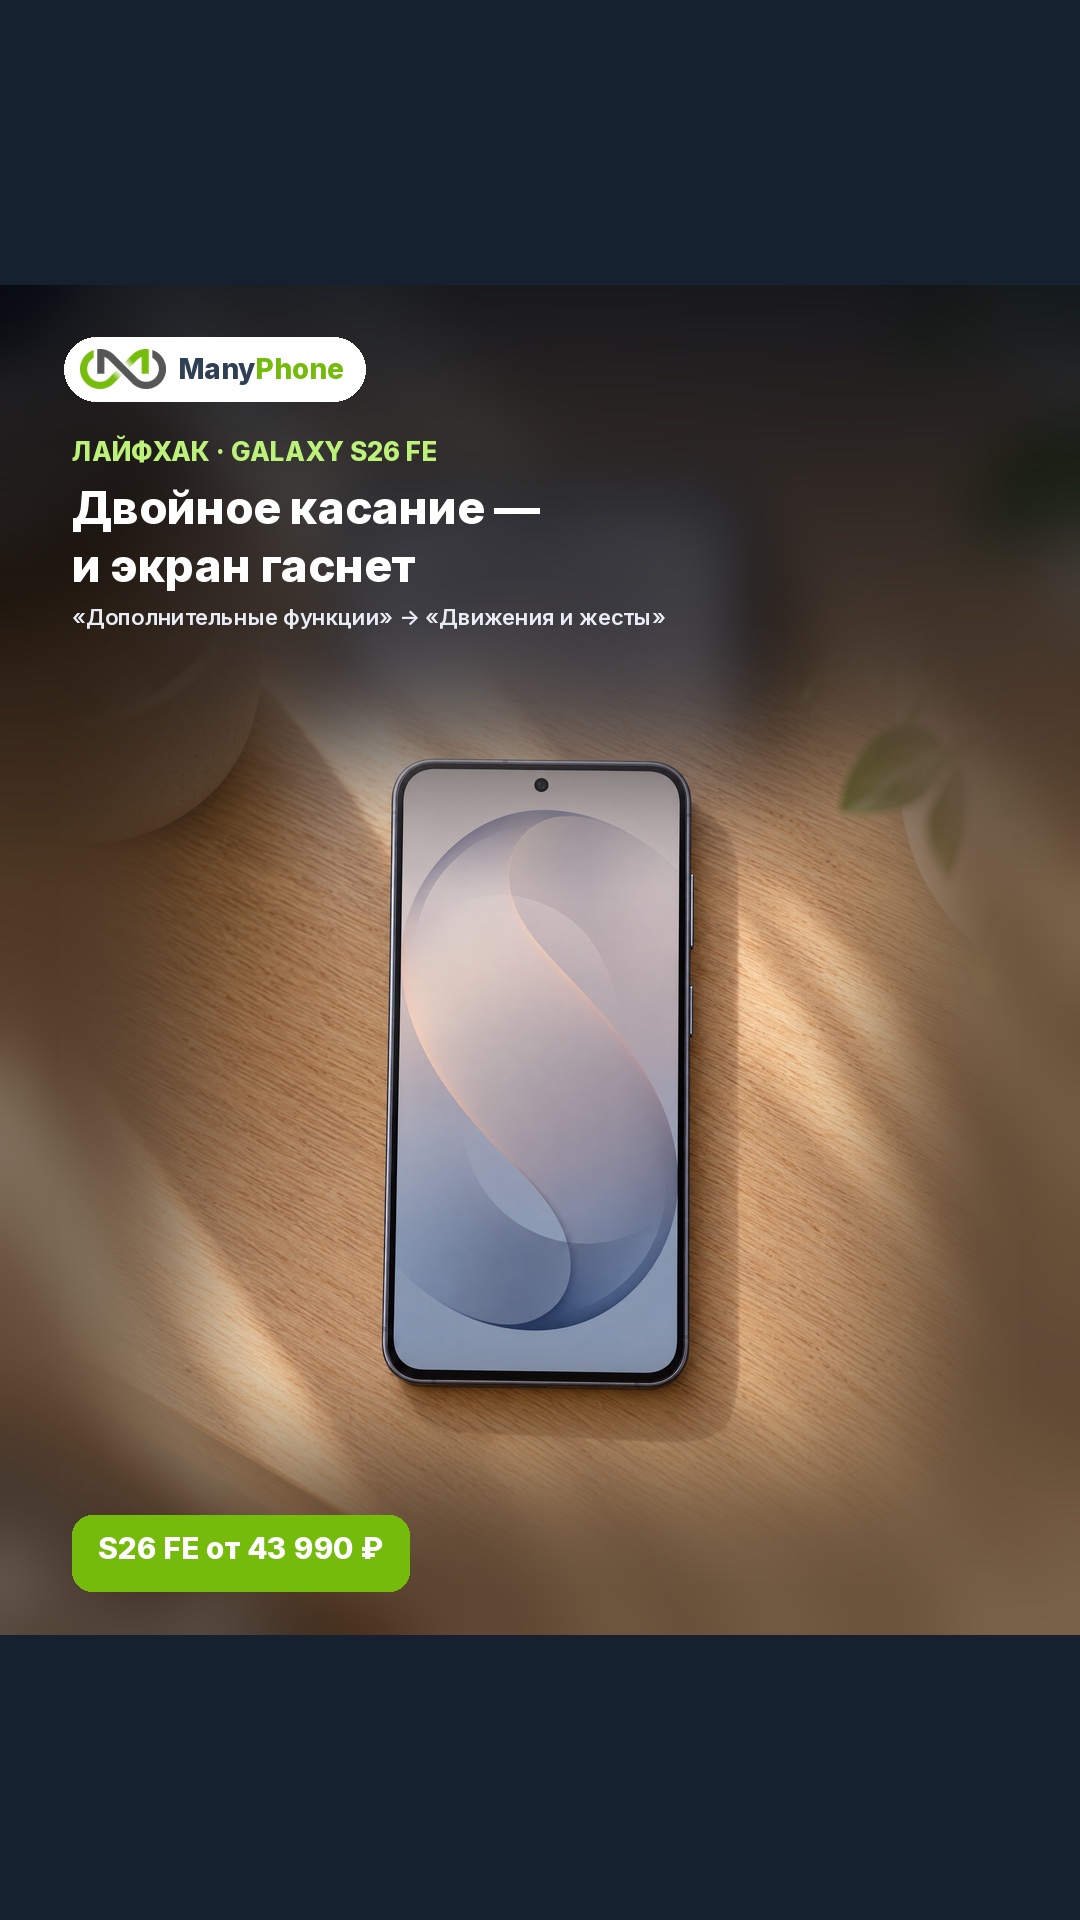 ManyPhone
ЛАЙФХАК · GALAXY S26 FE
Двойное касание —
и экран гаснет
«Дополнительные функции» → «Движения и жесты»
S26 FE от 43 990 ₽